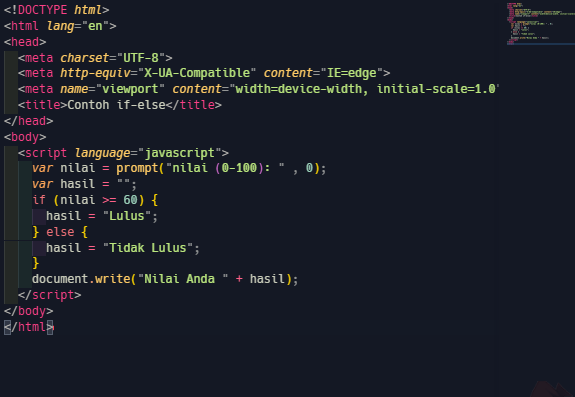 <!DOCTYPE html>
<html lang="en">
<head>
  <meta charset="UTF-8">
  <meta http-equiv="X-UA-Compatible" content="IE=edge">
  <meta name="viewport" content="width=device-width, initial-scale=1.0"
  <title>Contoh if-else</title>
</head>
<body>
  <script language="javascript">
    var nilai = prompt("nilai (0-100): " , 0);
    var hasil = "";
    if (nilai >= 60) {
      hasil = "Lulus";
    } else {
      hasil = "Tidak Lulus";
    }
    document.write("Nilai Anda " + hasil);
  </script>
</body>
</html>